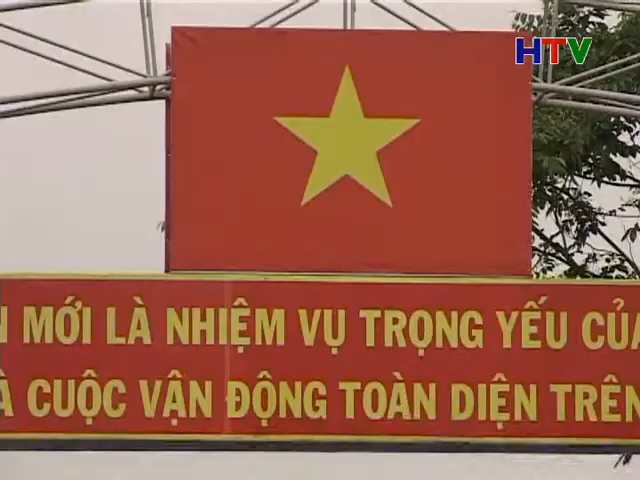 HTV
MỚI LÀ NHIỆM VỤ TRỌNG YẾU CỦA
CUỘC VẬN ĐỘNG TOÀN DIỆN TRÊN